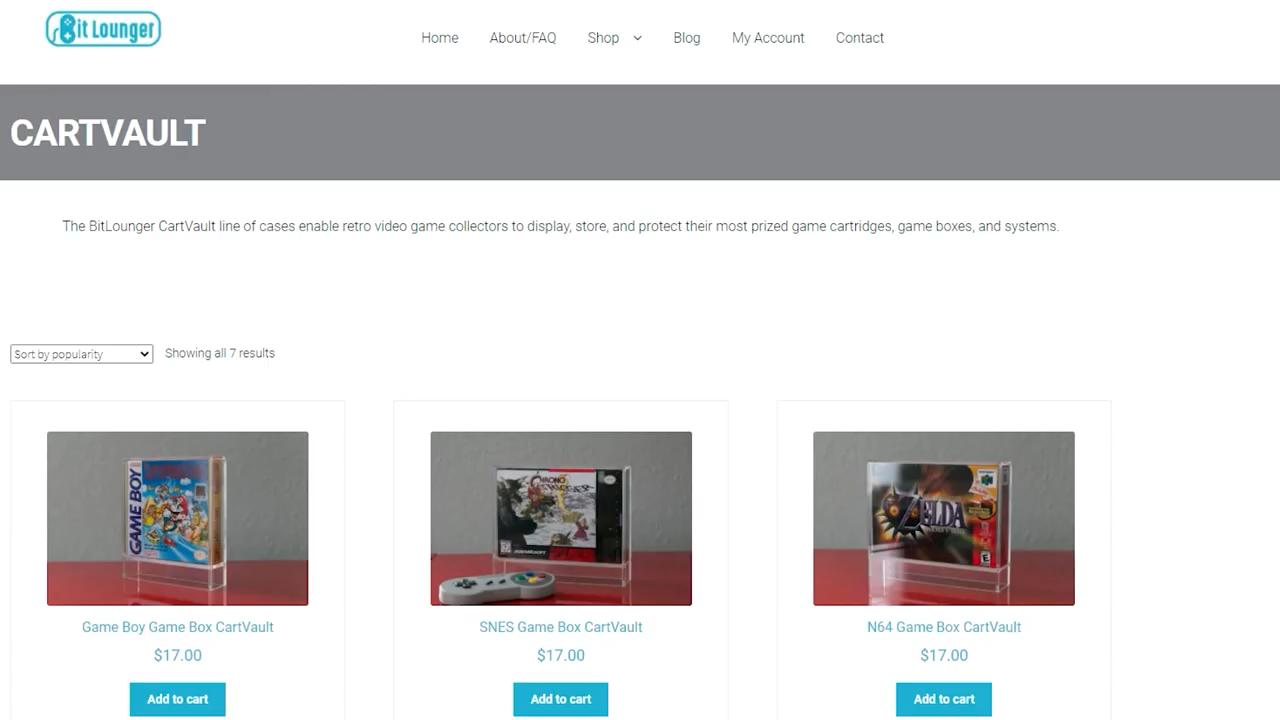 Bit Lounger
Home About/FAQ Shop Blog My Account Contact
CARTVAULT
The BitLounger CartVault line of cases enable retro video game collectors to display, store, and protect their most prized game cartridges, game boxes, and systems.
Sort by popularity Showing all 7 results
GAME BOY
CHRONO
ZELDA
Game Boy Game Box CartVault
$17.00
Add to cart
SNES Game Box CartVault
$17.00
Add to cart
N64 Game Box CartVault
$17.00
Add to cart